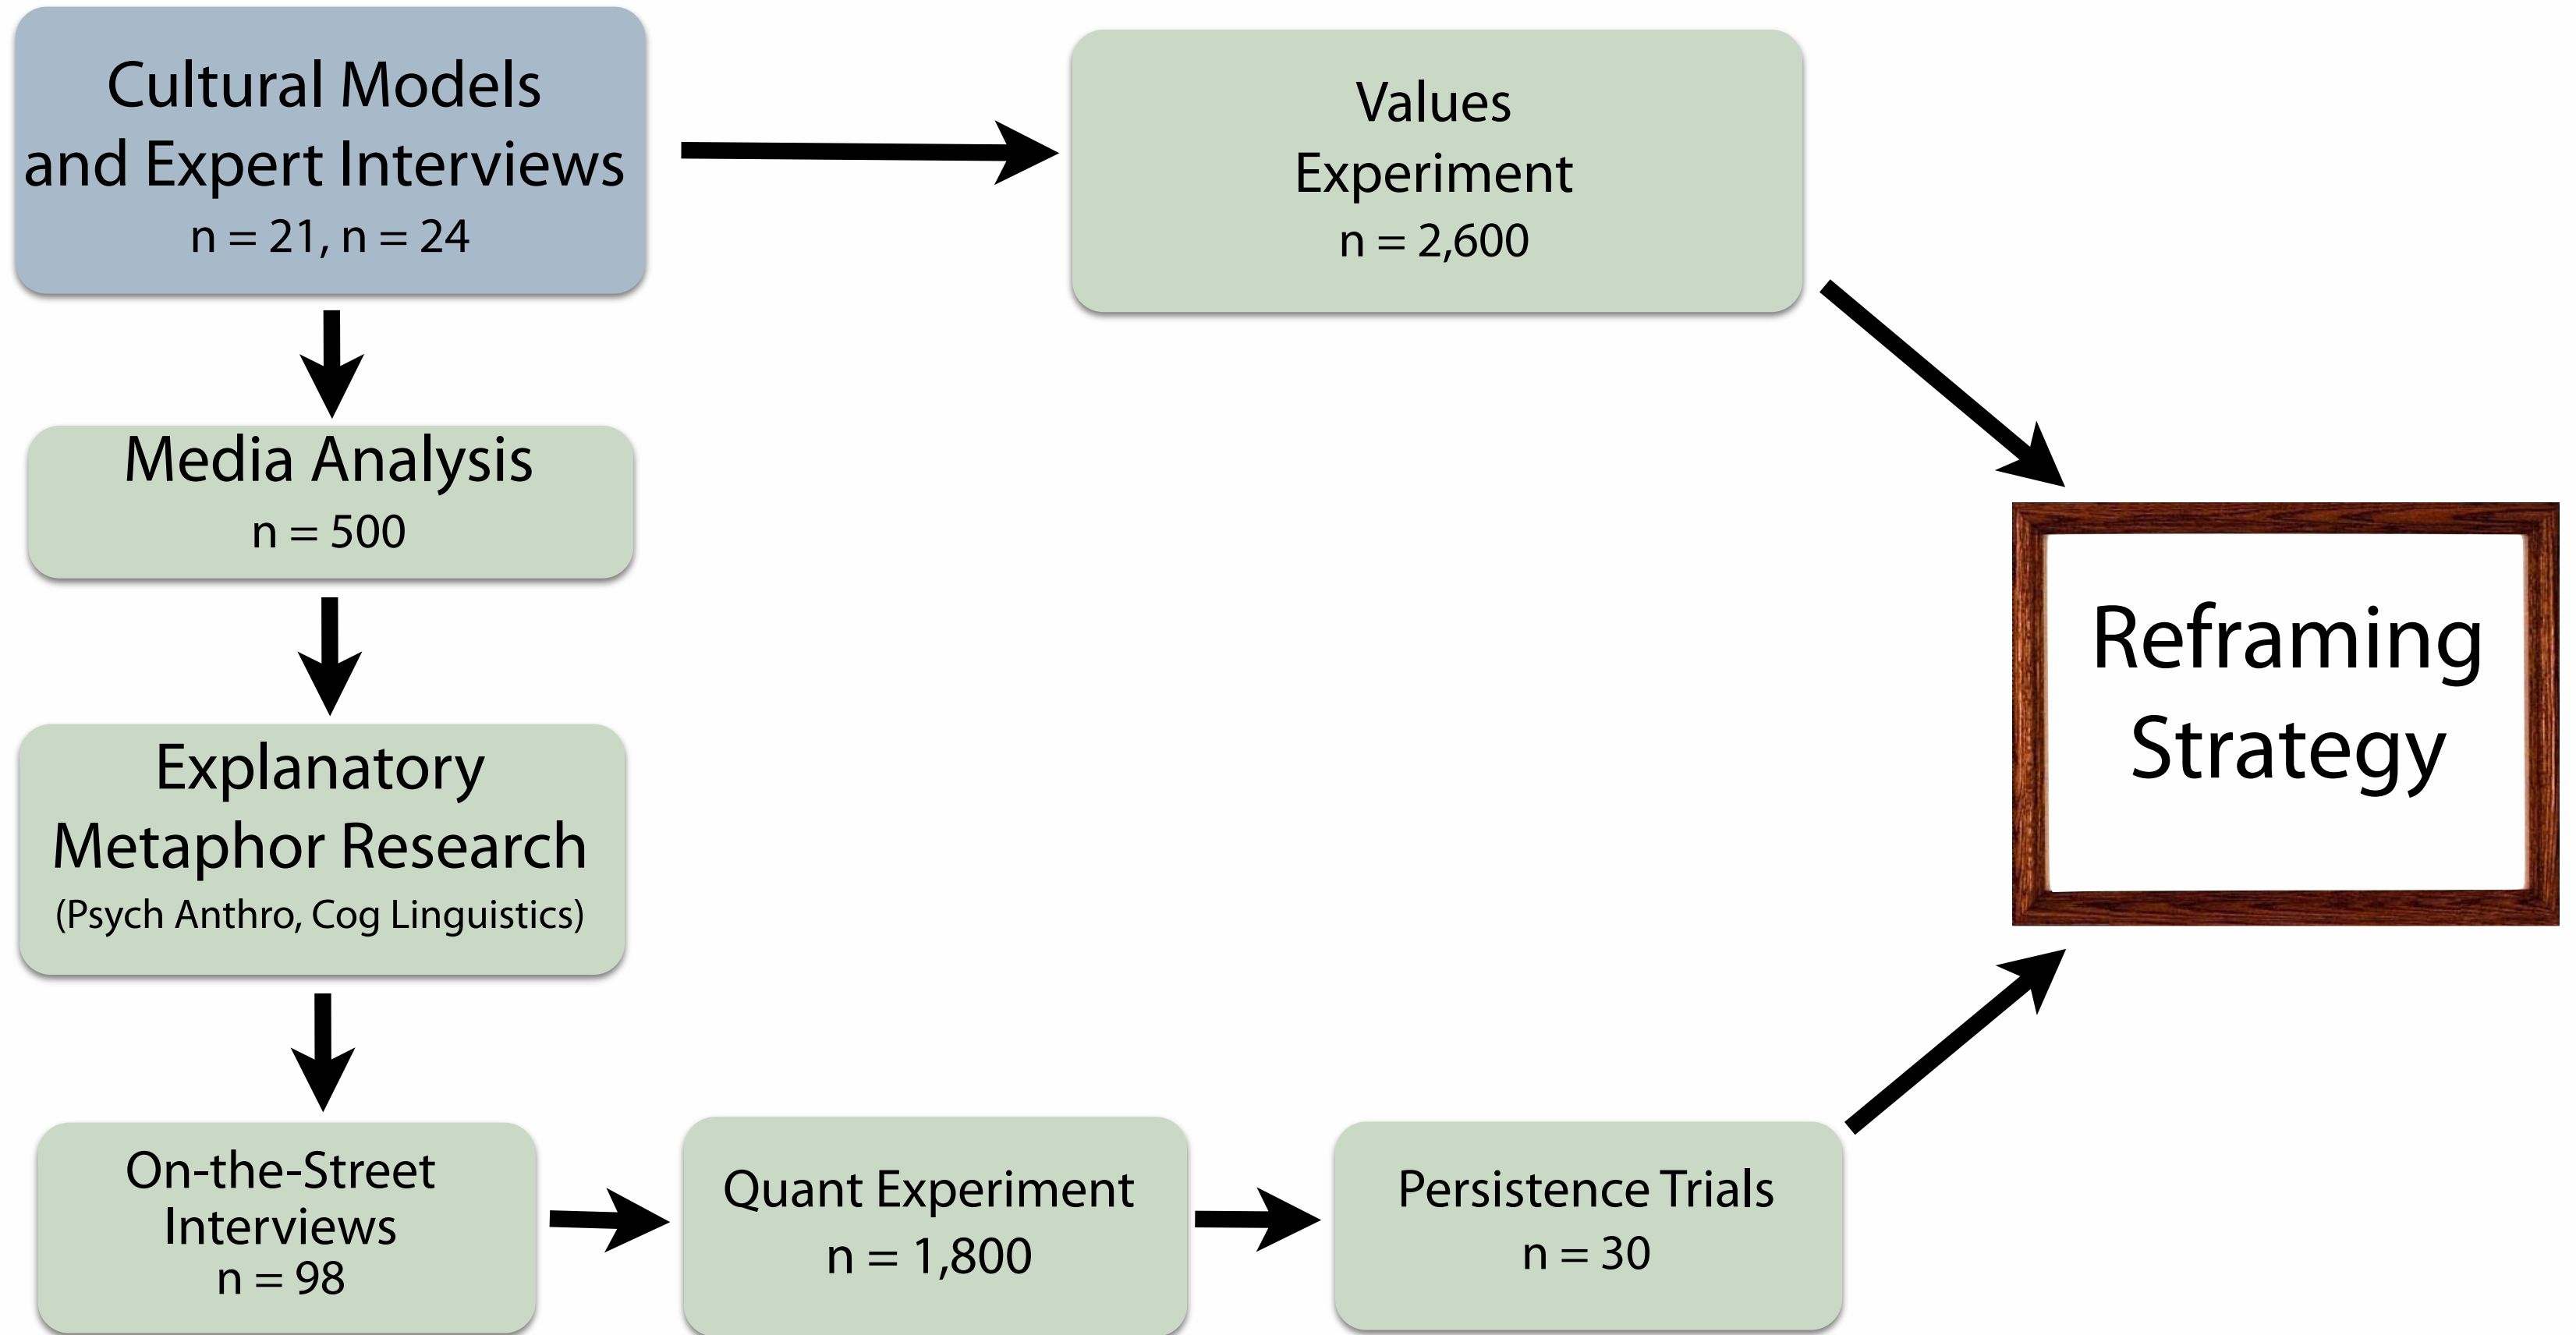 Cultural Models
and Expert Interviews
n = 21, n = 24
Values
Experiment
n = 2,600
Media Analysis
n = 500
Explanatory
Metaphor Research
(Psych Anthro, Cog Linguistics)
Reframing
Strategy
On-the-Street
Interviews
n = 98
Quant Experiment
n = 1,800
Persistence Trials
n = 30